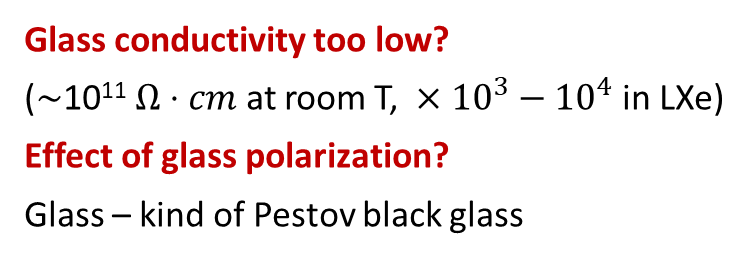 Glass conductivity too low?
(~10¹¹ Ω · cm at room T, × 10³ − 10⁴ in LXe)
Effect of glass polarization?
Glass – kind of Pestov black glass